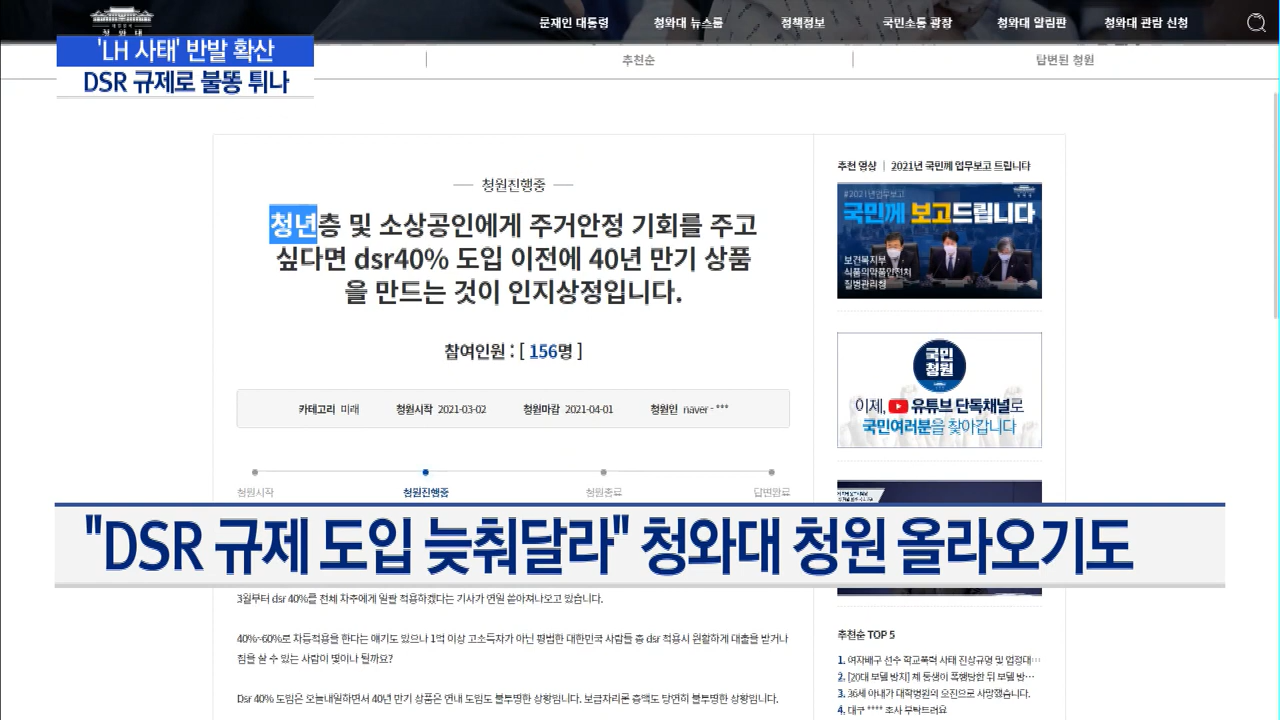 문재인 대통령 청와대 뉴스룸 정책정보 국민소통 광장 청와대 알림판 청와대 관람 신청
청 와 대
'LH 사태' 반발 확산
DSR 규제로 불똥 튀나
추천순 답변된 청원
청원진행중
청년층 및 소상공인에게 주거안정 기회를 주고
싶다면 dsr40% 도입 이전에 40년 만기 상품
을 만드는 것이 인지상정입니다.
참여인원 : [ 156명 ]
카테고리 미래 청원시작 2021-03-02 청원마감 2021-04-01 청원인 naver - ***
청원시작 청원진행중 청원종료 답변완료
추천 영상 | 2021년 국민께 업무보고 드립니다
#2021년업무보고
국민께 보고드립니다
보건복지부
식품의약품안전처
질병관리청
국민
청원
이제, 유튜브 단독채널로
국민여러분을 찾아갑니다
"DSR 규제 도입 늦춰달라" 청와대 청원 올라오기도
3월부터 dsr 40%를 전체 차주에게 일괄 적용하겠다는 기사가 연일 쏟아져나오고 있습니다.
40%~60%로 차등적용을 한다는 얘기도 있으나 1억 이상 고소득자가 아닌 평범한 대한민국 사람들 중 dsr 적용시 원활하게 대출을 받거나
집을 살 수 있는 사람이 몇이나 될까요?
Dsr 40% 도입은 오늘내일하면서 40년 만기 상품은 연내 도입도 불투명한 상황입니다. 보금자리론 증액도 당연히 불투명한 상황입니다.
추천순 TOP 5
1. 여자배구 선수 학교폭력 사태 진상규명 및 엄정대…
2. [20대 모텔 방치] 제 동생이 폭행당한 뒤 모텔 방…
3. 36세 아내가 대학병원의 오진으로 사망했습니다.
4. 대구 **** 조사 부탁드려요